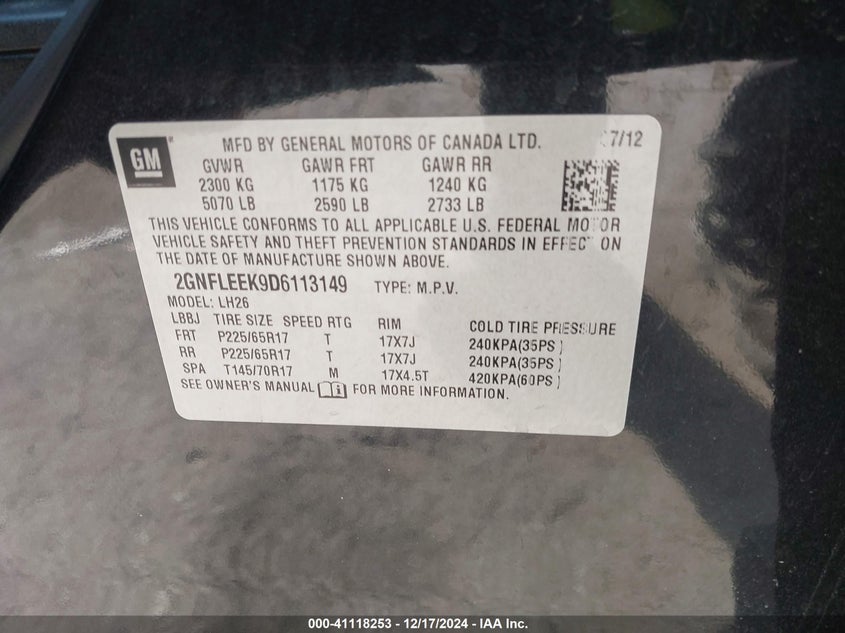 GM
MFD BY GENERAL MOTORS OF CANADA LTD. 7/12
GVWR GAWR FRT GAWR RR
2300 KG 1175 KG 1240 KG
5070 LB 2590 LB 2733 LB
THIS VEHICLE CONFORMS TO ALL APPLICABLE U.S. FEDERAL MOTOR
VEHICLE SAFETY AND THEFT PREVENTION STANDARDS IN EFFECT ON
THE DATE OF MANUFACTURE SHOWN ABOVE.
2GNFLEEK9D6113149 TYPE: M.P.V.
MODEL: LH26
LBBJ TIRE SIZE SPEED RTG RIM COLD TIRE PRESSURE
FRT P225/65R17 T 17X7J 240KPA(35PS )
RR P225/65R17 T 17X7J 240KPA(35PS )
SPA T145/70R17 M 17X4.5T 420KPA(60PS )
SEE OWNER'S MANUAL FOR MORE INFORMATION.
000-41118253 - 12/17/2024 - IAA Inc.